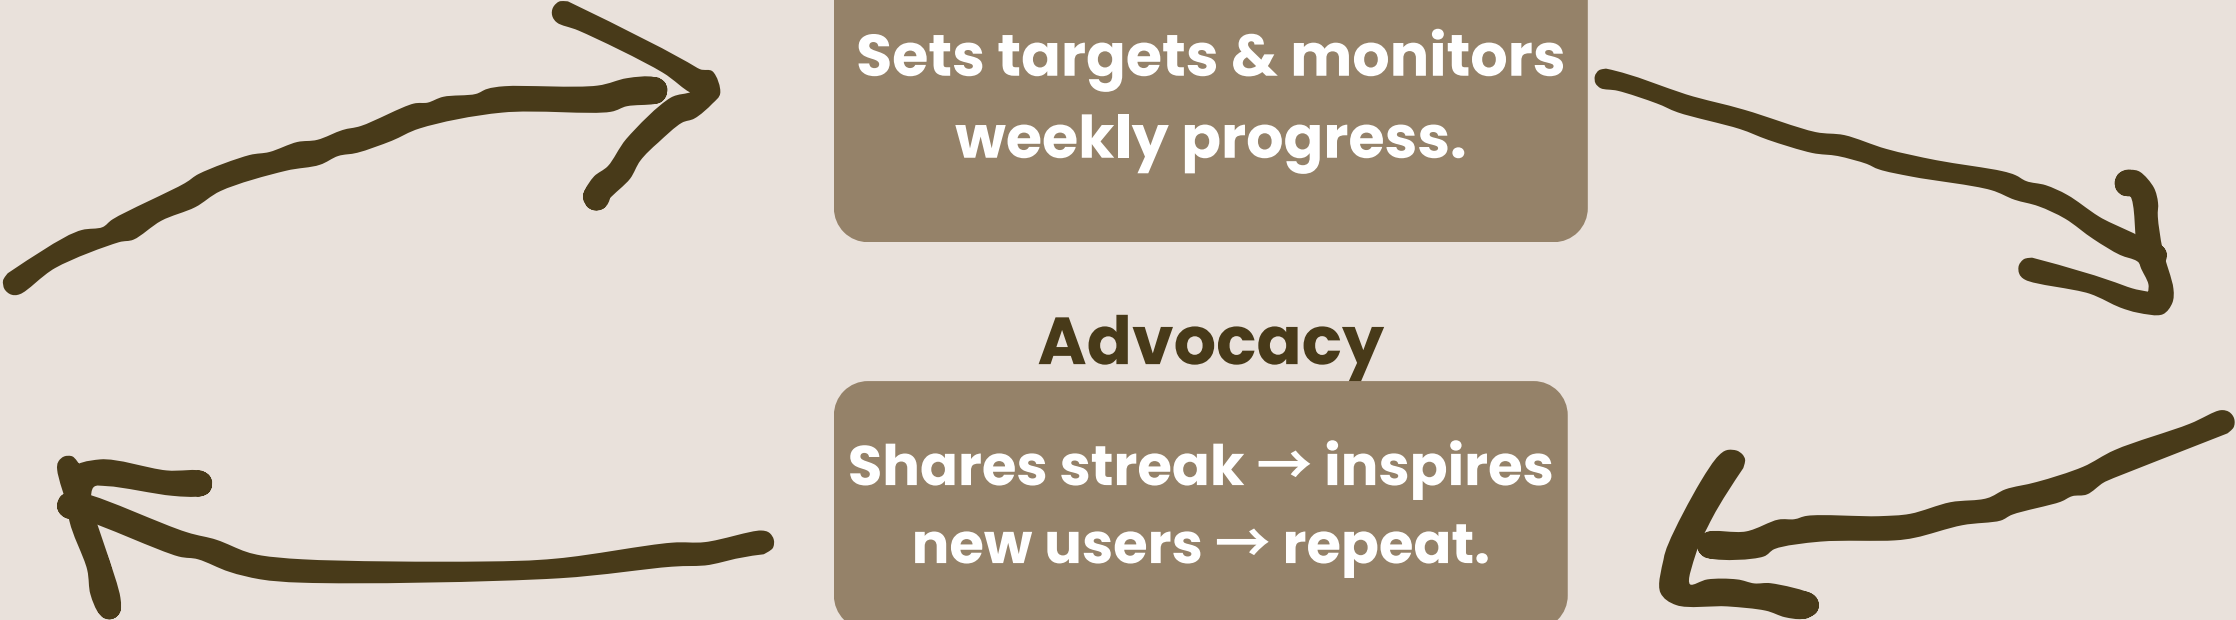 Sets targets & monitors
weekly progress.
Advocacy
Shares streak → inspires
new users → repeat.